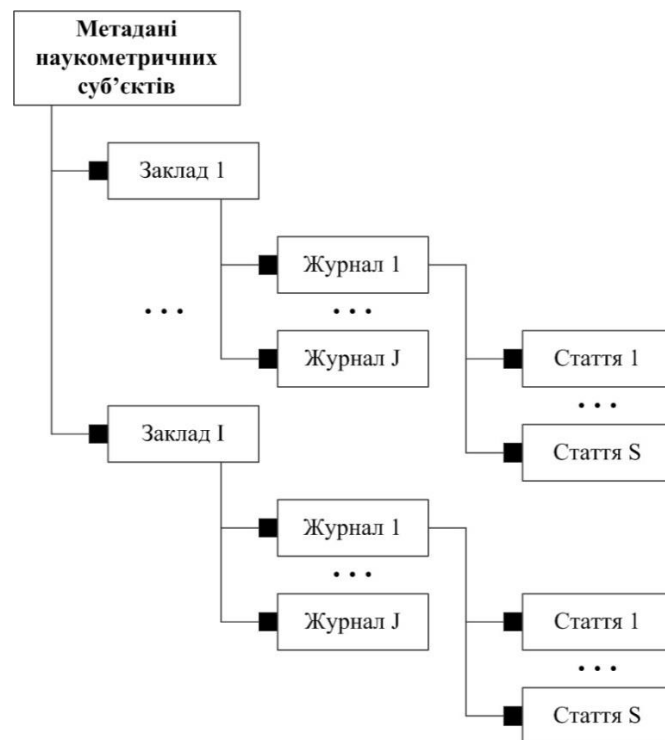 Метадані
наукометричних
суб’єктів
Заклад 1
Журнал 1
...
...
Журнал J
Стаття 1
...
Заклад I
Стаття S
Журнал 1
...
Журнал J
Стаття 1
...
Стаття S